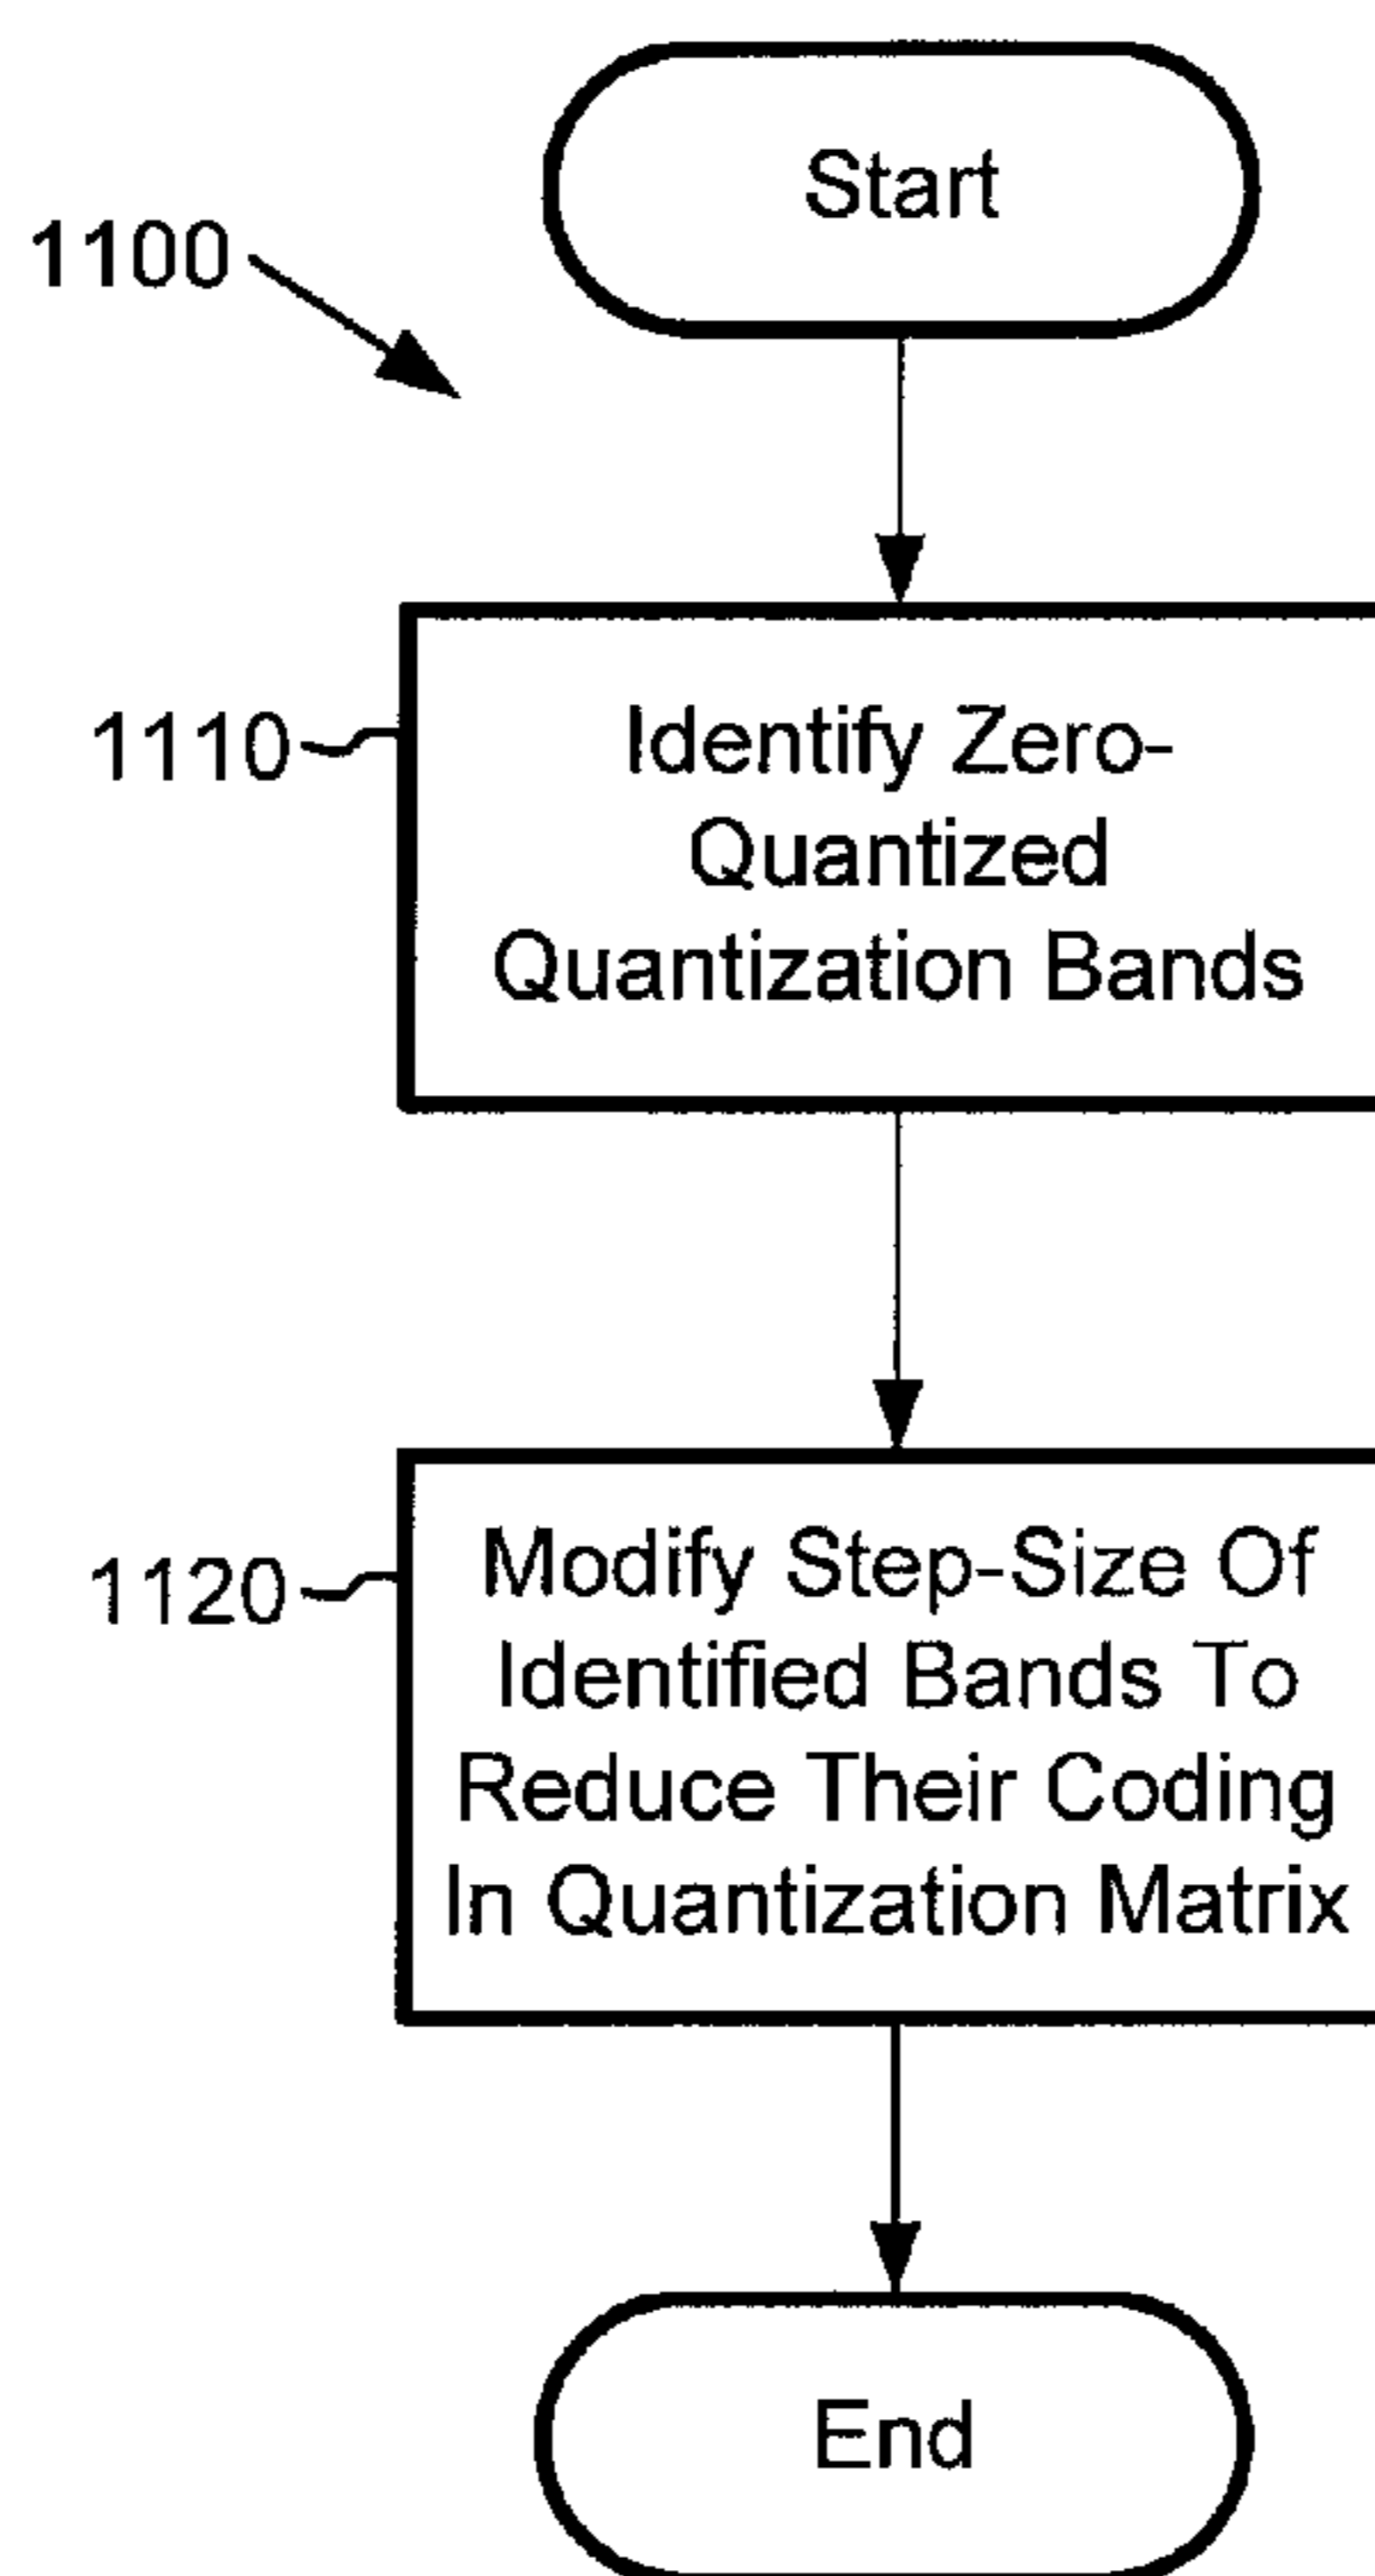 Start
1100
1110
Identify Zero-
Quantized
Quantization Bands
1120
Modify Step-Size Of
Identified Bands To
Reduce Their Coding
In Quantization Matrix
End